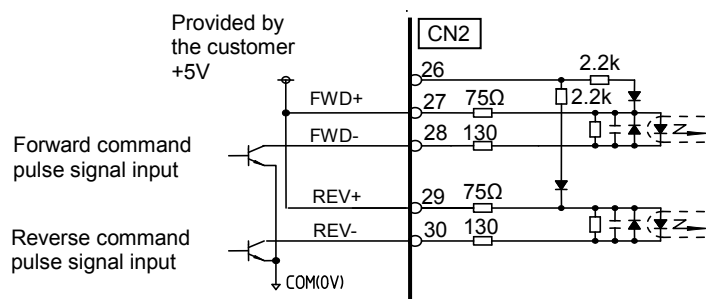 Provided by
the customer
+5V
CN2
26
2.2k
2.2k
FWD+
27
75Ω
FWD-
28
130
Forward command
pulse signal input
REV+
29
75Ω
REV-
30
130
Reverse command
pulse signal input
COM(0V)